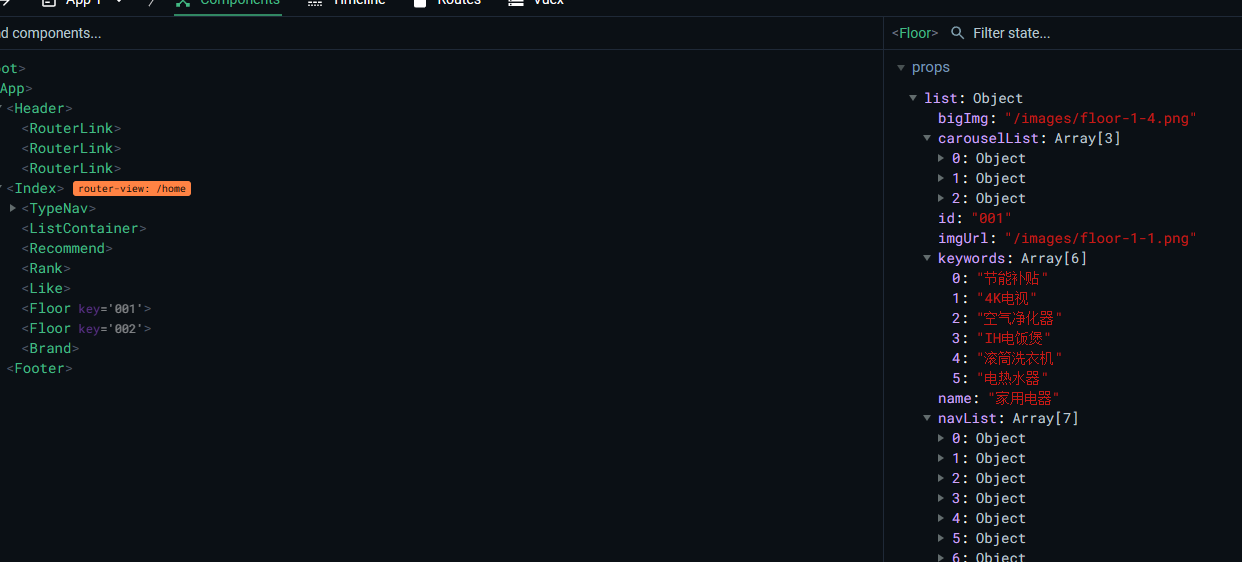 App 1
Components
Timeline
Routes
Vuex
d components...
<Floor> Filter state...
ot>
App>
<Header>
<RouterLink>
<RouterLink>
<RouterLink>
<Index> router-view: /home
<TypeNav>
<ListContainer>
<Recommend>
<Rank>
<Like>
<Floor key='001'>
<Floor key='002'>
<Brand>
<Footer>
props
list: Object
bigImg: "/images/floor-1-4.png"
carouselList: Array[3]
0: Object
1: Object
2: Object
id: "001"
imgUrl: "/images/floor-1-1.png"
keywords: Array[6]
0: "节能补贴"
1: "4K电视"
2: "空气净化器"
3: "IH电饭煲"
4: "滚筒洗衣机"
5: "电热水器"
name: "家用电器"
navList: Array[7]
0: Object
1: Object
2: Object
3: Object
4: Object
5: Object
6: Object